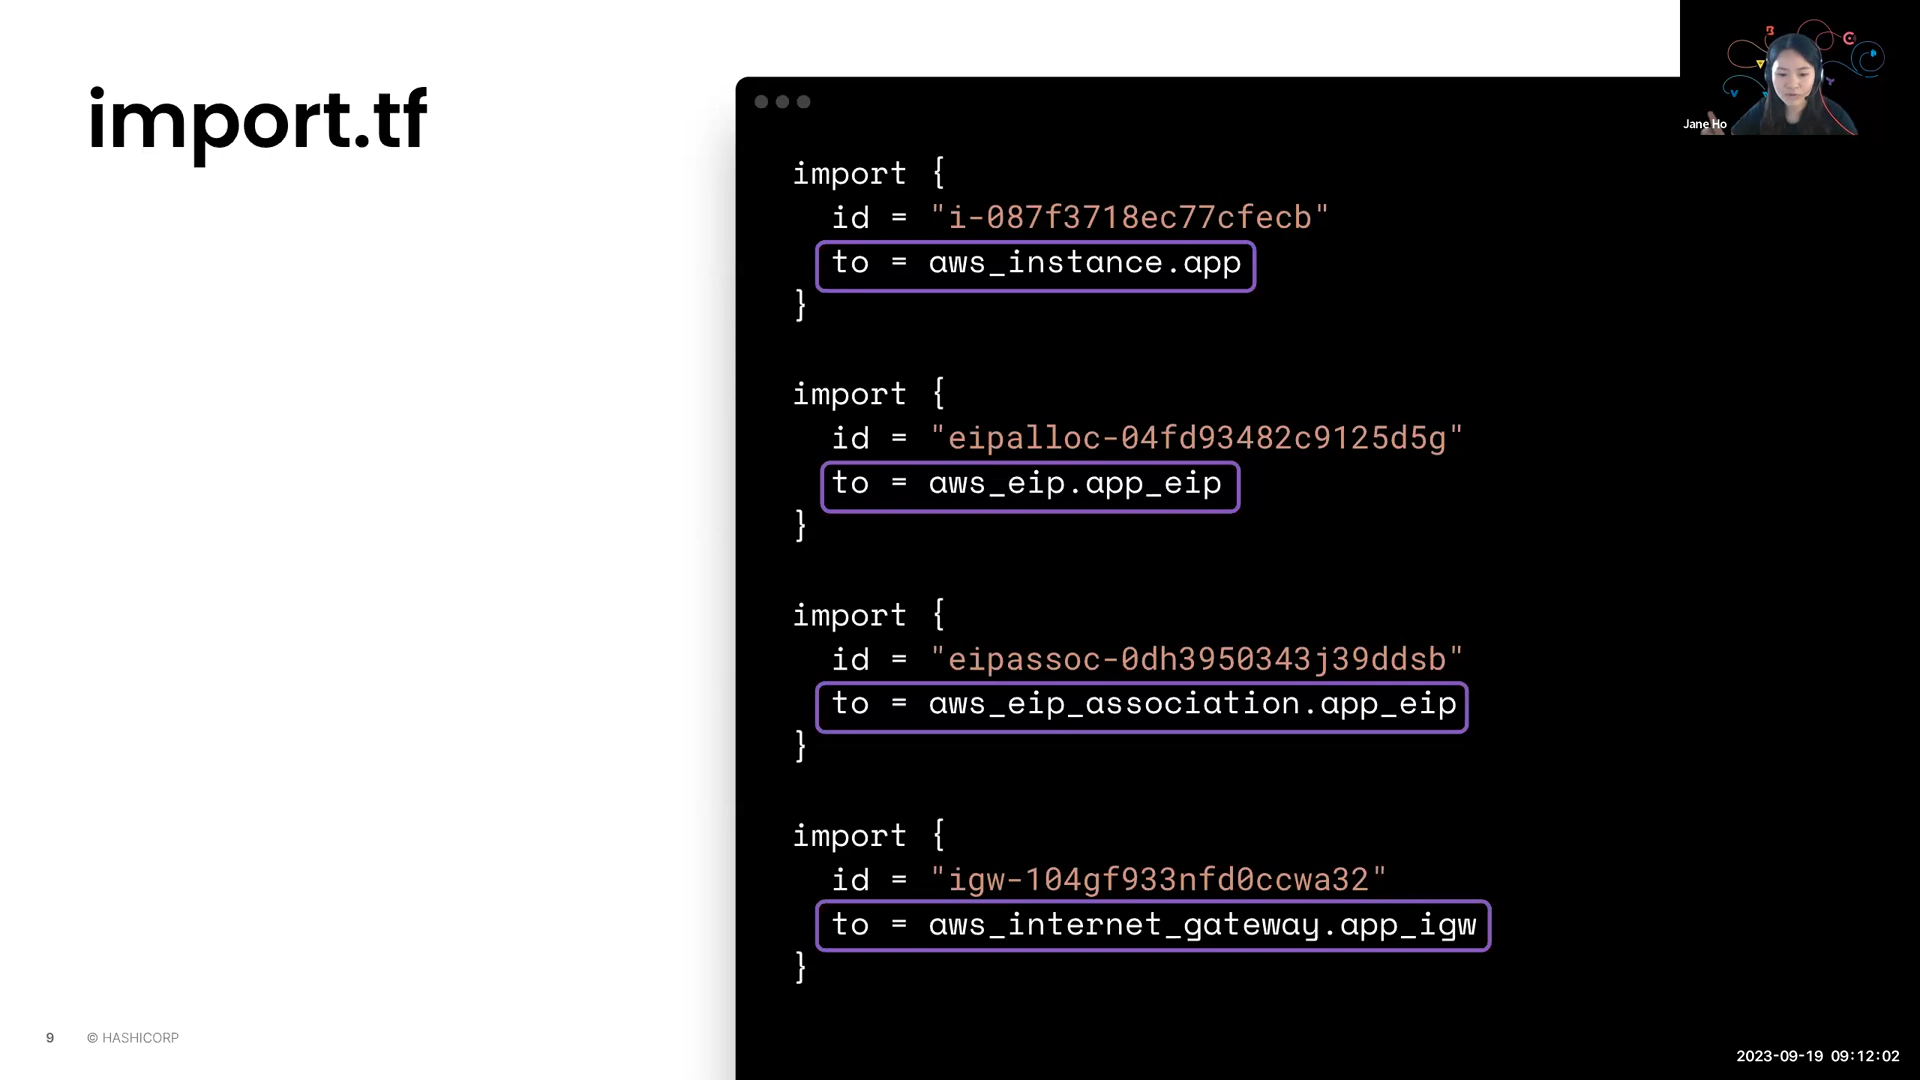 import.tf
import {
id = "i-087f3718ec77cfecb"
to = aws_instance.app
}
import {
id = "eipalloc-04fd93482c9125d5g"
to = aws_eip.app_eip
}
import {
id = "eipassoc-0dh3950343j39ddsb"
to = aws_eip_association.app_eip
}
import {
id = "igw-104gf933nfd0ccwa32"
to = aws_internet_gateway.app_igw
}
Jane Ho
9 © HASHICORP
2023-09-19 09:12:02